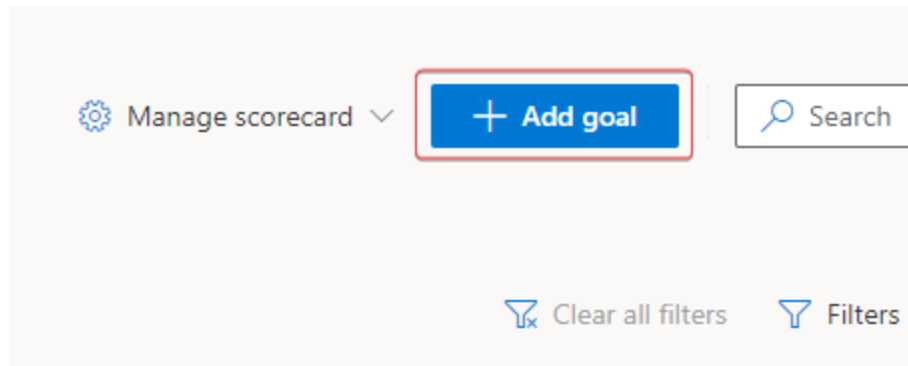 Manage scorecard
Add goal
Search
Clear all filters
Filters